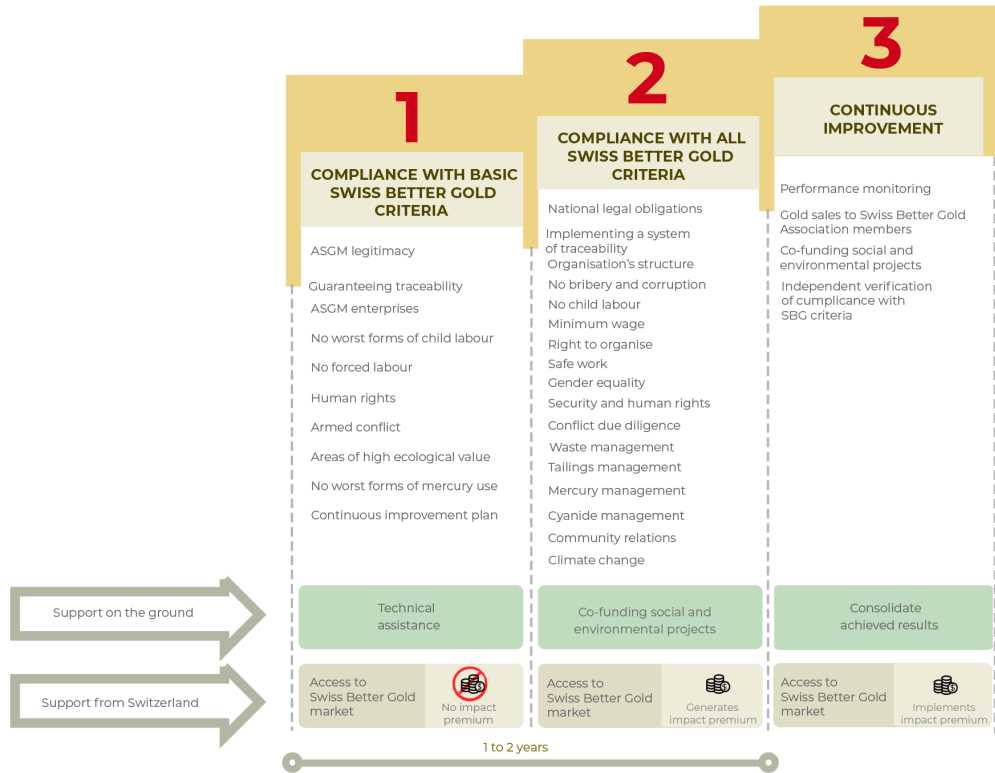 1
COMPLIANCE WITH BASIC
SWISS BETTER GOLD
CRITERIA
ASGM legitimacy
Guaranteeing traceability
ASGM enterprises
No worst forms of child labour
No forced labour
Human rights
Armed conflict
Areas of high ecological value
No worst forms of mercury use
Continuous improvement plan
2
COMPLIANCE WITH ALL
SWISS BETTER GOLD
CRITERIA
National legal obligations
Implementing a system
of traceability
Organisation's structure
No bribery and corruption
No child labour
Minimum wage
Right to organise
Safe work
Gender equality
Security and human rights
Conflict due diligence
Waste management
Tailings management
Mercury management
Cyanide management
Community relations
Climate change
3
CONTINUOUS
IMPROVEMENT
Performance monitoring
Gold sales to Swiss Better Gold
Association members
Co-funding social and
environmental projects
Independent verification
of cumplicance with
SBG criteria
Support on the ground
Technical
assistance
Co-funding social and
environmental projects
Consolidate
achieved results
Support from Switzerland
Access to
Swiss Better Gold
market
No impact
premium
Access to
Swiss Better Gold
market
Generates
impact premium
Access to
Swiss Better Gold
market
Implements
impact premium
1 to 2 years